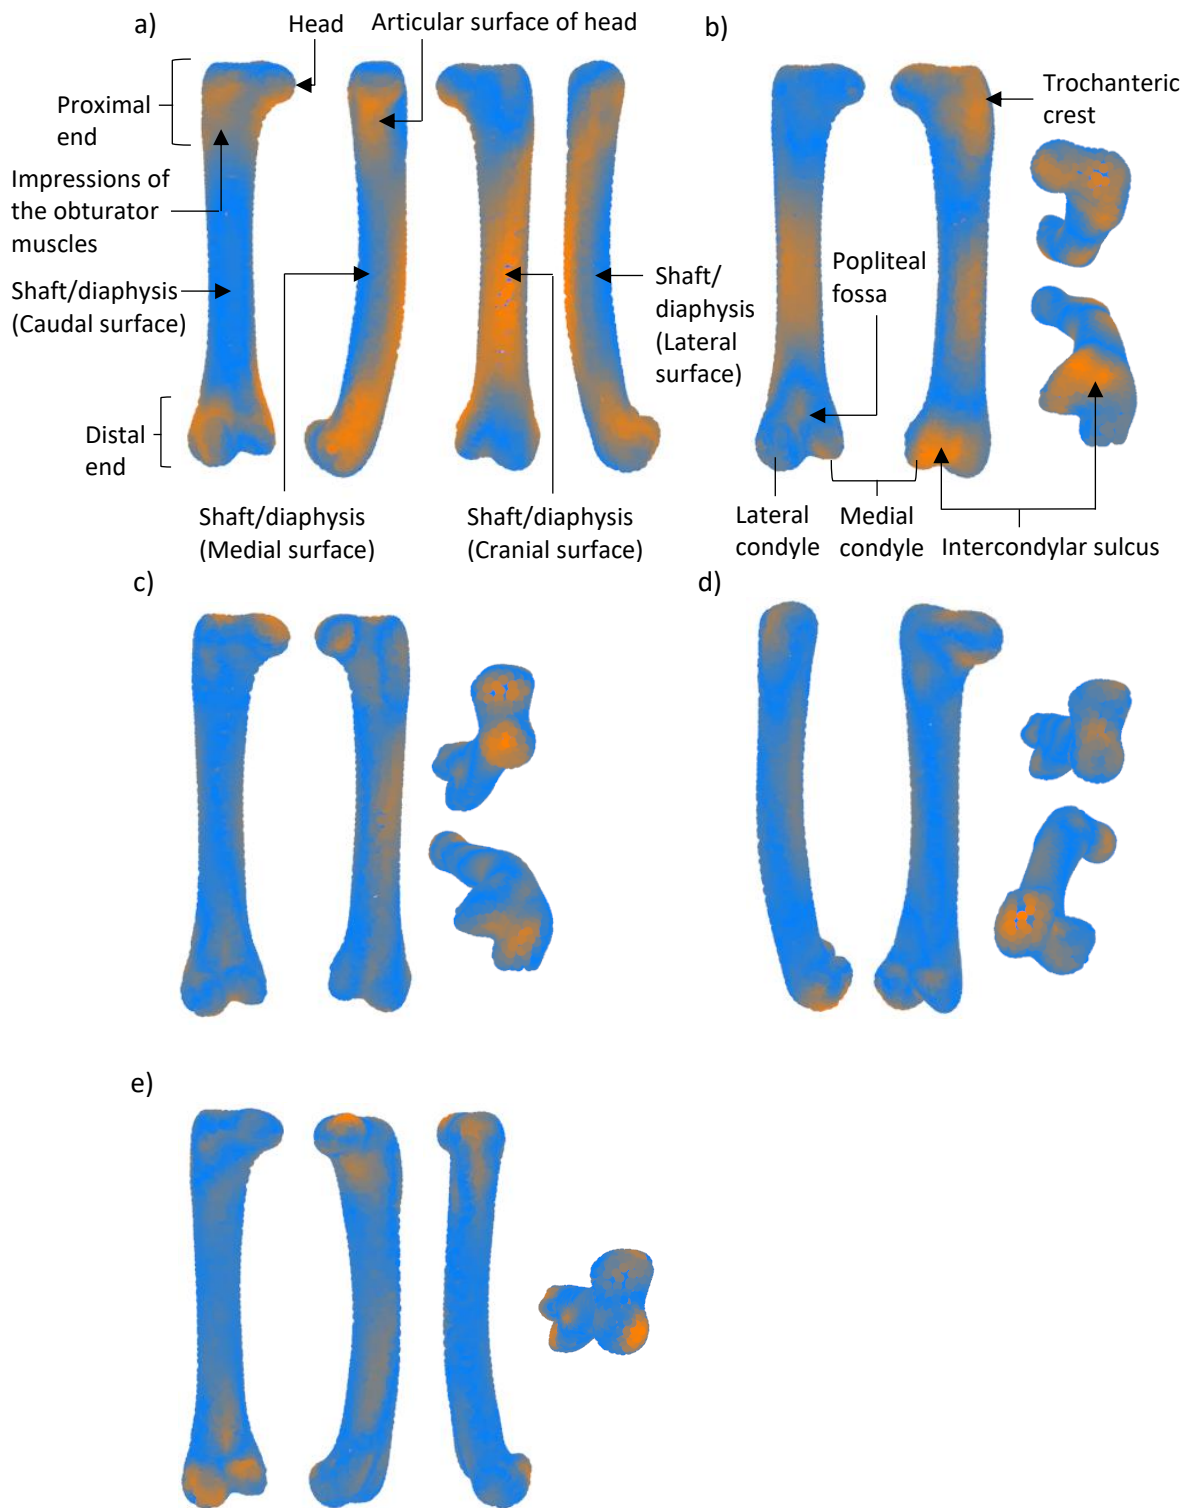 a)
Head
Articular surface of head
Proximal
end
Impressions of
the obturator
muscles
Shaft/diaphysis
(Caudal surface)
Distal
end
Shaft/
diaphysis
(Lateral
surface)
Shaft/diaphysis
(Medial surface)
Shaft/diaphysis
(Cranial surface)
b)
Trochanteric
crest
Popliteal
fossa
Lateral
condyle
Medial
condyle
Intercondylar sulcus
c)
d)
e)